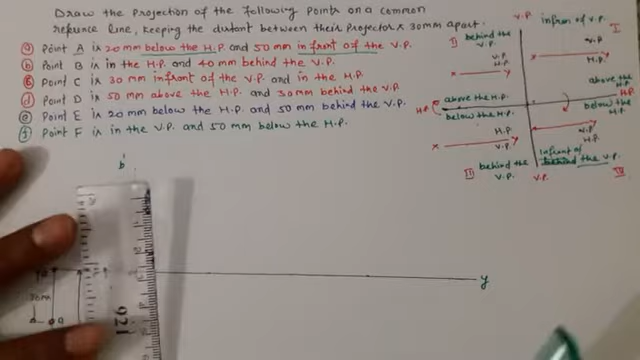 Draw the Projection of the following Points on a common
refrence line, keeping the distant between their Projector & 30mm apart.
ⓐ Point A is 20 mm below the H.P and 50 mm in front of the V.P.
ⓑ Point B is in the H.P. and 40 mm behind the V.P.
Point C is 30 mm infront of the V.P. and in the H.P.
ⓓ Point D is 50 mm above the H.P. and 30 mm behind the V.P.
ⓔ Point E is 20 mm below the H.P and 50 mm behind the V.P.
ⓕ Point F is in the V.P. and 50 mm below the H.P.
V.P.
II behind the
V.P.
infron of V.P.
I
V.P.
H.P.
x y
x y
V.P.
H.P.
above the H.P.
above the
H.P.
H.P.
below the H.P.
below the
H.P.
H.P.
V.P.
x y
x y
V.P.
H.P.
III behind the
V.P.
V.P.
infront of
behind the V.P.
IV
b'
30mm
a
y
921